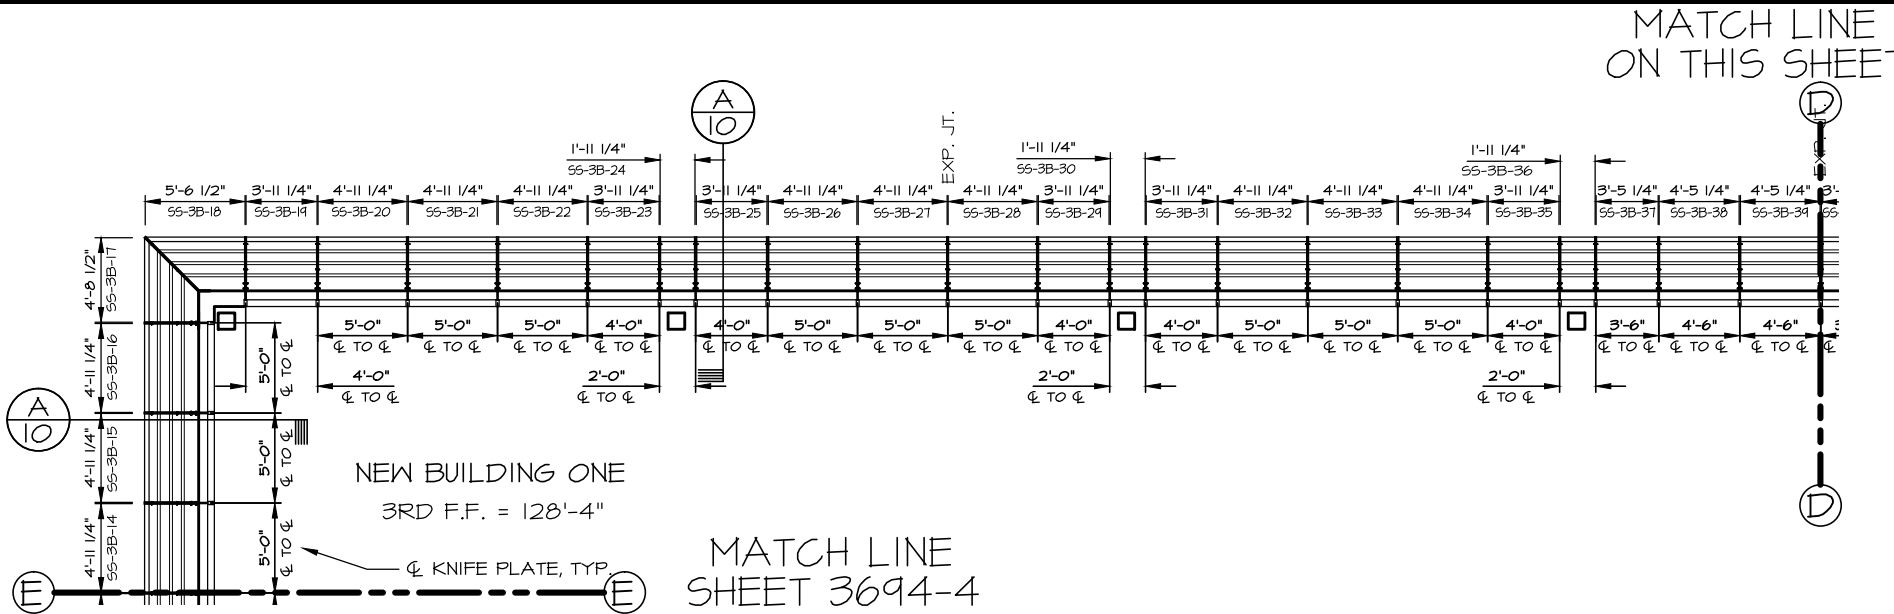 MATCH LINE
ON THIS SHEET
A
10
EXP. JT.
D
EXP. JT.
1'-11 1/4"
SS-3B-24
1'-11 1/4"
SS-3B-30
1'-11 1/4"
SS-3B-36
5'-6 1/2" 3'-11 1/4" 4'-11 1/4" 4'-11 1/4" 4'-11 1/4" 3'-11 1/4" 3'-11 1/4" 4'-11 1/4" 4'-11 1/4" 4'-11 1/4" 3'-11 1/4" 3'-11 1/4" 4'-11 1/4" 4'-11 1/4" 4'-11 1/4" 3'-11 1/4" 3'-5 1/4" 4'-5 1/4" 4'-5 1/4" 3'-
SS-3B-18 SS-3B-19 SS-3B-20 SS-3B-21 SS-3B-22 SS-3B-23 SS-3B-25 SS-3B-26 SS-3B-27 SS-3B-28 SS-3B-29 SS-3B-31 SS-3B-32 SS-3B-33 SS-3B-34 SS-3B-35 SS-3B-37 SS-3B-38 SS-3B-39 SS-
4'-8 1/2"
SS-3B-17
5'-0" 5'-0" 5'-0" 4'-0" 4'-0" 5'-0" 5'-0" 5'-0" 4'-0" 4'-0" 5'-0" 5'-0" 5'-0" 4'-0" 3'-6" 4'-6" 4'-6"
℄ TO ℄ ℄ TO ℄ ℄ TO ℄ ℄ TO ℄ ℄ TO ℄ ℄ TO ℄ ℄ TO ℄ ℄ TO ℄ ℄ TO ℄ ℄ TO ℄ ℄ TO ℄ ℄ TO ℄ ℄ TO ℄ ℄ TO ℄ ℄ TO ℄ ℄ TO ℄ ℄ TO ℄ ℄
4'-0" 2'-0" 2'-0" 2'-0"
℄ TO ℄ ℄ TO ℄ ℄ TO ℄ ℄ TO ℄
4'-11 1/4"
SS-3B-16
5'-0"
℄ TO ℄
A
10
4'-11 1/4"
SS-3B-15
5'-0"
℄ TO ℄
NEW BUILDING ONE
3RD F.F. = 128'-4"
4'-11 1/4"
SS-3B-14
5'-0"
℄ TO ℄
℄ KNIFE PLATE, TYP.
D
E
E
MATCH LINE
SHEET 3694-4